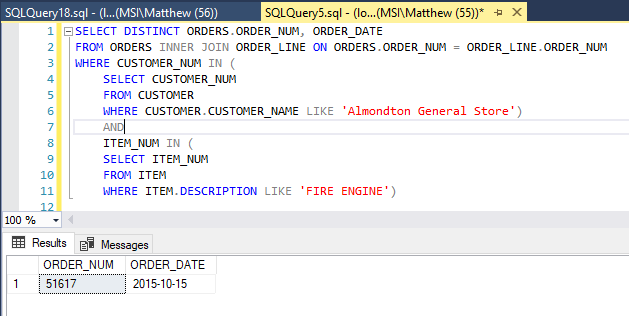 SQLQuery18.sql - (l...(MSI\Matthew (56)) SQLQuery5.sql - (lo...(MSI\Matthew (55))*
1 SELECT DISTINCT ORDERS.ORDER_NUM, ORDER_DATE
2 FROM ORDERS INNER JOIN ORDER_LINE ON ORDERS.ORDER_NUM = ORDER_LINE.ORDER_NUM
3 WHERE CUSTOMER_NUM IN (
4 SELECT CUSTOMER_NUM
5 FROM CUSTOMER
6 WHERE CUSTOMER.CUSTOMER_NAME LIKE 'Almondton General Store')
7 AND
8 ITEM_NUM IN (
9 SELECT ITEM_NUM
10 FROM ITEM
11 WHERE ITEM.DESCRIPTION LIKE 'FIRE ENGINE')
12
100 %
Results Messages
ORDER_NUM ORDER_DATE
1 51617 2015-10-15